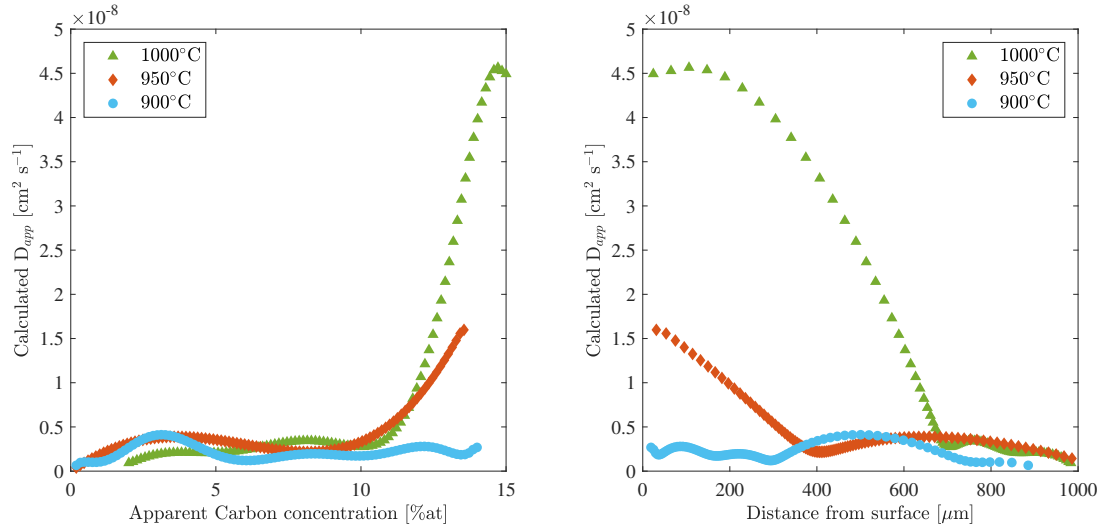 ×10⁻⁸
5
4.5
4
3.5
3
2.5
2
1.5
1
0.5
0
Calculated D_app [cm² s⁻¹]
1000°C
950°C
900°C
0 5 10 15
Apparent Carbon concentration [%at]
×10⁻⁸
5
4.5
4
3.5
3
2.5
2
1.5
1
0.5
0
Calculated D_app [cm² s⁻¹]
1000°C
950°C
900°C
0 200 400 600 800 1000
Distance from surface [μm]